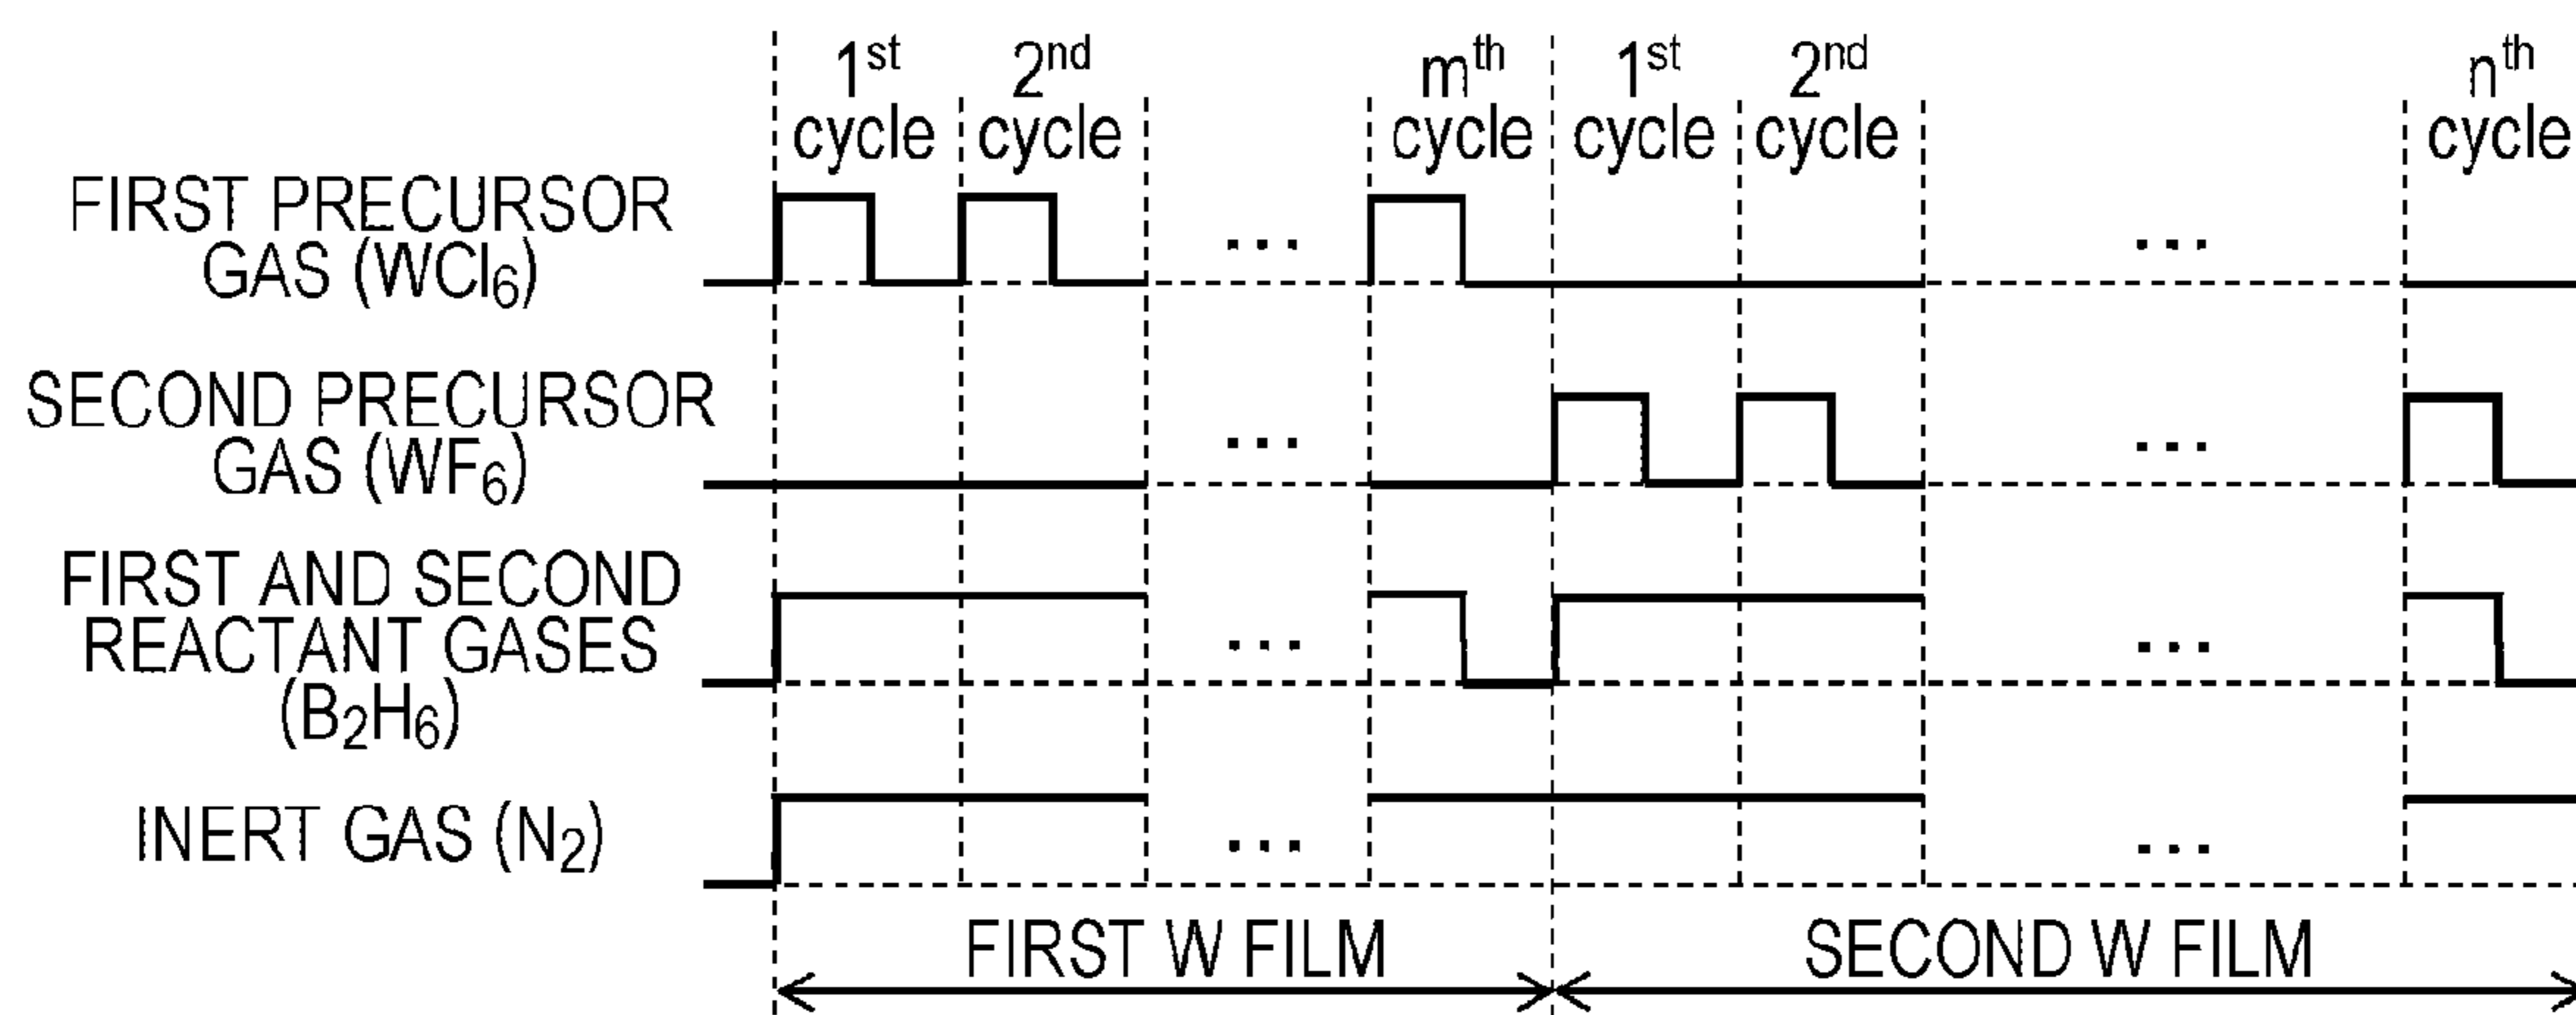 1st cycle
2nd cycle
mth cycle
1st cycle
2nd cycle
nth cycle
FIRST PRECURSOR
GAS (WCl6)
...
...
SECOND PRECURSOR
GAS (WF6)
...
...
FIRST AND SECOND
REACTANT GASES
(B2H6)
...
...
INERT GAS (N2)
...
...
FIRST W FILM
SECOND W FILM